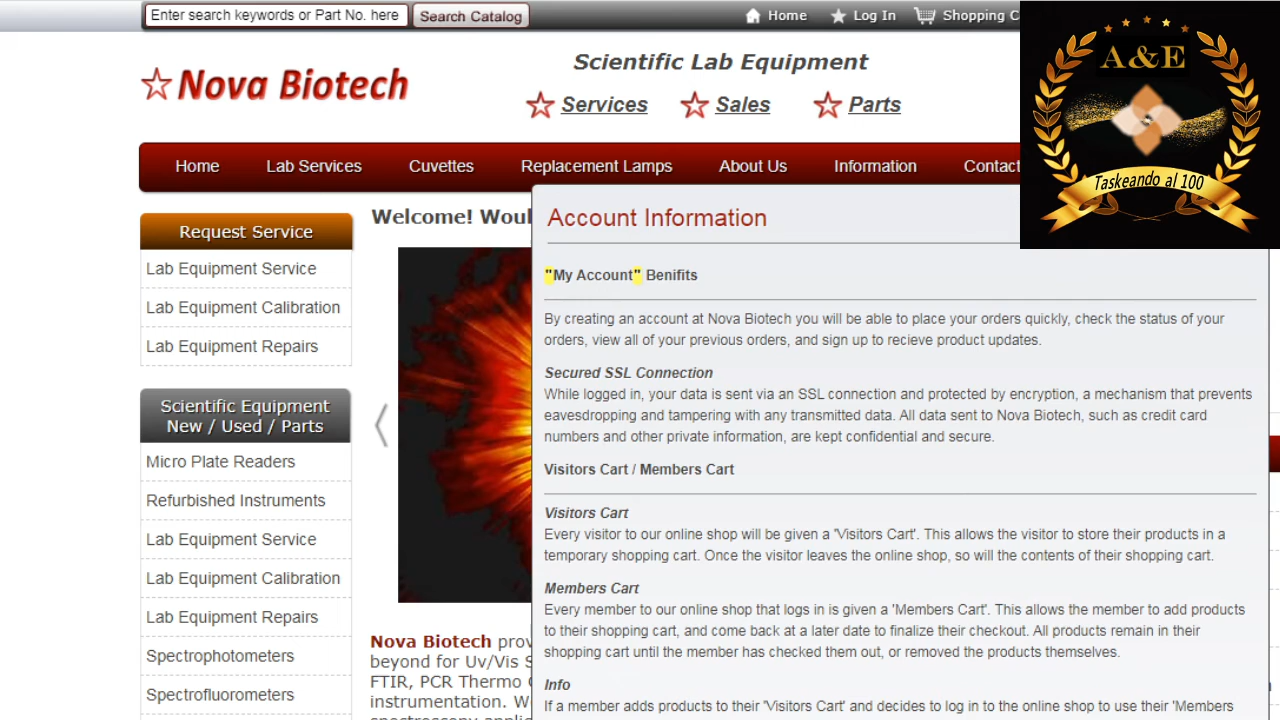 Enter search keywords or Part No. here
Search Catalog
Home
Log In
Shopping C
Nova Biotech
Scientific Lab Equipment
Services
Sales
Parts
A&E
Taskeando al 100
Home
Lab Services
Cuvettes
Replacement Lamps
About Us
Information
Contact
Request Service
Lab Equipment Service
Lab Equipment Calibration
Lab Equipment Repairs
Scientific Equipment
New / Used / Parts
Micro Plate Readers
Refurbished Instruments
Lab Equipment Service
Lab Equipment Calibration
Lab Equipment Repairs
Spectrophotometers
Spectrofluorometers
Welcome! Woul
Nova Biotech prov
beyond for Uv/Vis S
FTIR, PCR Thermo
instrumentation. W
Account Information
"My Account" Benifits
By creating an account at Nova Biotech you will be able to place your orders quickly, check the status of your
orders, view all of your previous orders, and sign up to recieve product updates.
Secured SSL Connection
While logged in, your data is sent via an SSL connection and protected by encryption, a mechanism that prevents
eavesdropping and tampering with any transmitted data. All data sent to Nova Biotech, such as credit card
numbers and other private information, are kept confidential and secure.
Visitors Cart / Members Cart
Visitors Cart
Every visitor to our online shop will be given a 'Visitors Cart'. This allows the visitor to store their products in a
temporary shopping cart. Once the visitor leaves the online shop, so will the contents of their shopping cart.
Members Cart
Every member to our online shop that logs in is given a 'Members Cart'. This allows the member to add products
to their shopping cart, and come back at a later date to finalize their checkout. All products remain in their
shopping cart until the member has checked them out, or removed the products themselves.
Info
If a member adds products to their 'Visitors Cart' and decides to log in to the online shop to use their 'Members